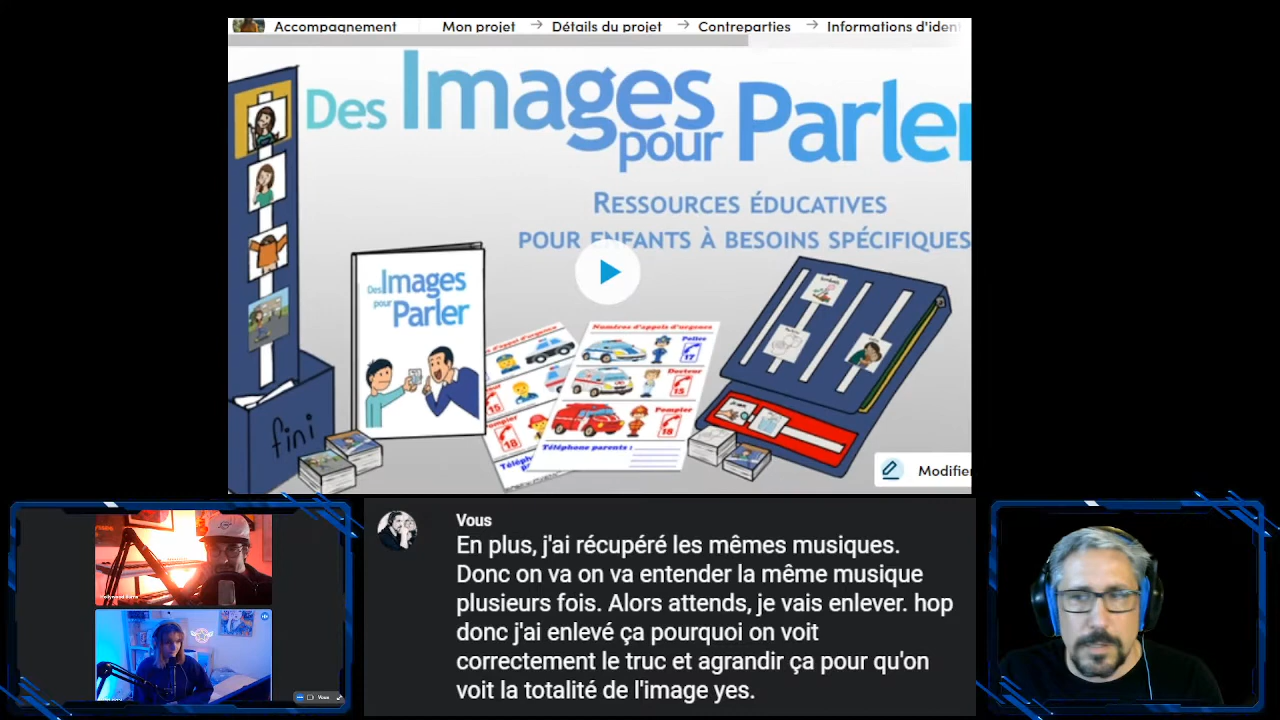 Accompagnement Mon projet → Détails du projet → Contreparties → Informations d'iden
Des Images pour Parler
RESSOURCES ÉDUCATIVES
POUR ENFANTS À BESOINS SPÉCIFIQUES
fini
Des Images
pour Parler
Numéros d'appels d'urgence
Police
17
Docteur
15
Pompier
18
Téléphone parents :
15
18
Modifier
Vous
En plus, j'ai récupéré les mêmes musiques.
Donc on va on va entender la même musique
plusieurs fois. Alors attends, je vais enlever. hop
donc j'ai enlevé ça pourquoi on voit
correctement le truc et agrandir ça pour qu'on
voit la totalité de l'image yes.
Vous